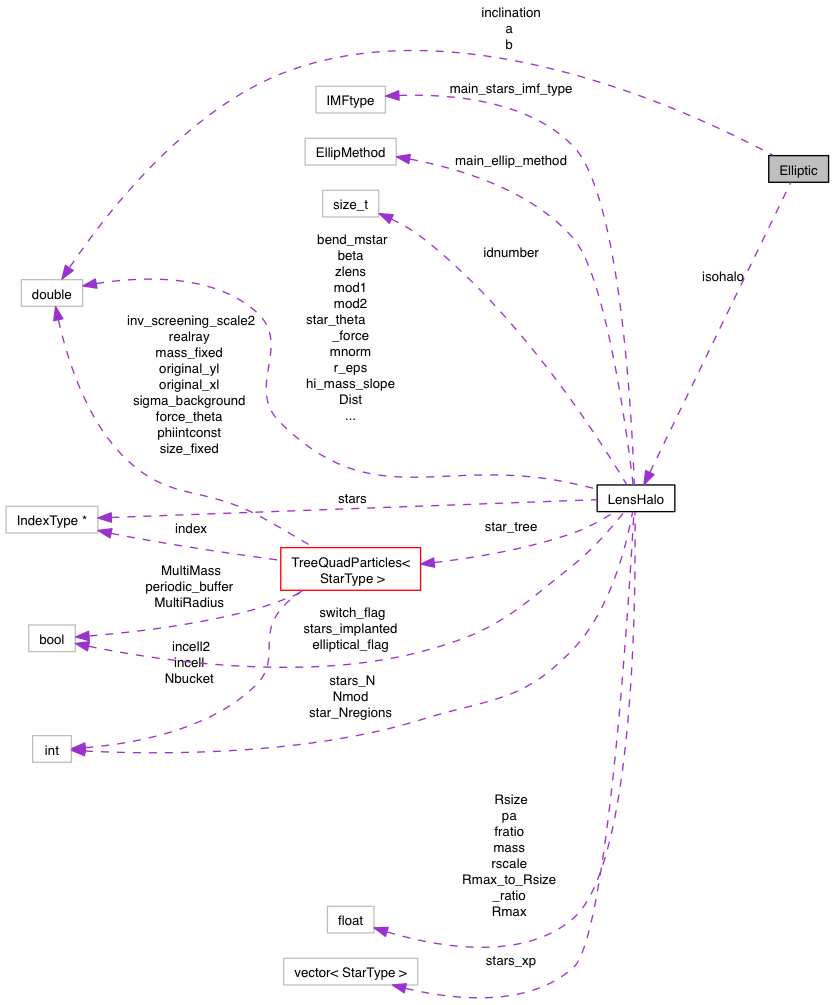 inclination
a
b
main_stars_imf_type
IMFtype
main_ellip_method
EllipMethod
Elliptic
size_t
bend_mstar
beta
zlens
mod1
mod2
star_theta
_force
mnorm
r_eps
hi_mass_slope
Dist
...
idnumber
isohalo
double
inv_screening_scale2
realray
mass_fixed
original_yl
original_xl
sigma_background
force_theta
phiintconst
size_fixed
stars
LensHalo
IndexType *
index
star_tree
TreeQuadParticles<
StarType >
MultiMass
periodic_buffer
MultiRadius
switch_flag
stars_implanted
elliptical_flag
bool
incell2
incell
Nbucket
stars_N
Nmod
star_Nregions
int
Rsize
pa
fratio
mass
rscale
Rmax_to_Rsize
_ratio
Rmax
float
stars_xp
vector< StarType >